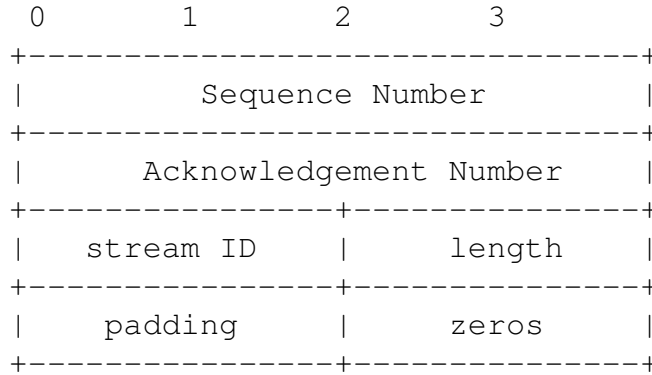 0 1 2 3
Sequence Number
Acknowledgement Number
stream ID | length
padding | zeros